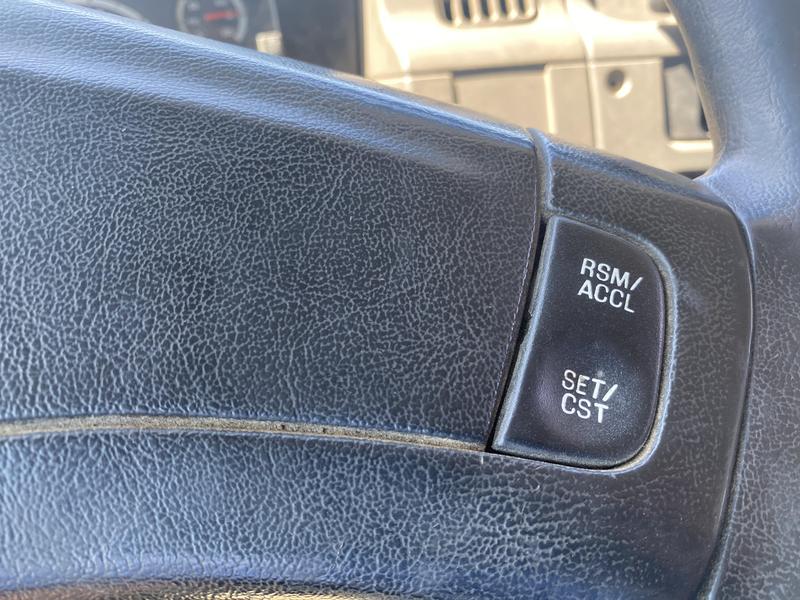 RSM/
ACCL
SET/
CST